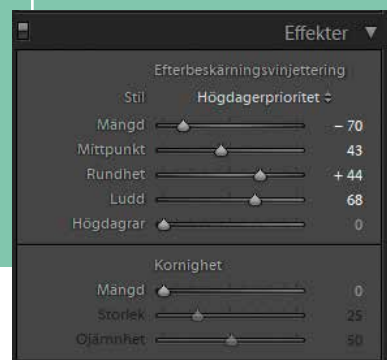 Effekter
Efterbeskärningsvinjettering
Stil Högdagerprioritet
Mängd – 70
Mittpunkt 43
Rundhet + 44
Ludd 68
Högdagrar 0
Kornighet
Mängd 0
Storlek 25
Ojämnhet 50